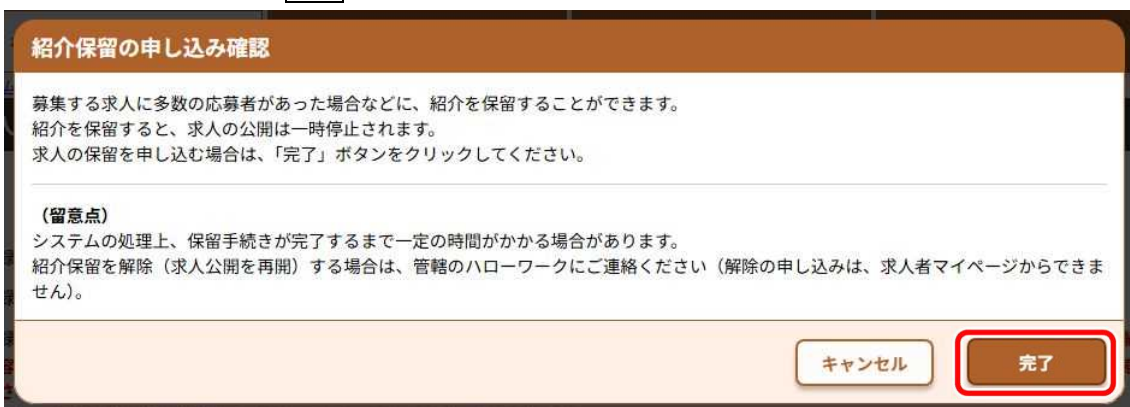 紹介保留の申し込み確認
募集する求人に多数の応募者があった場合などに、紹介を保留することができます。
紹介を保留すると、求人の公開は一時停止されます。
求人の保留を申し込む場合は、「完了」ボタンをクリックしてください。
（留意点）
システムの処理上、保留手続きが完了するまで一定の時間がかかる場合があります。
紹介保留を解除（求人公開を再開）する場合は、管轄のハローワークにご連絡ください（解除の申し込みは、求人者マイページからできま
せん）。
キャンセル
完了